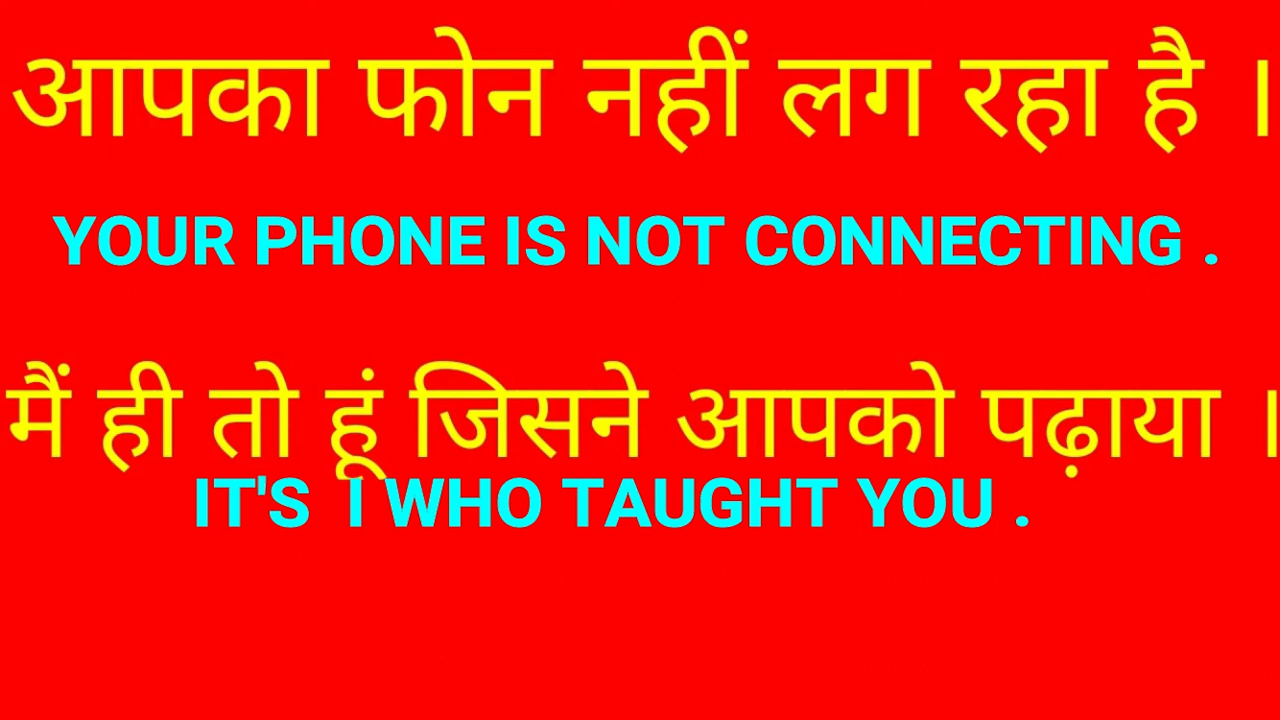 आपका फोन नहीं लग रहा है ।
YOUR PHONE IS NOT CONNECTING .
मैं ही तो हूं जिसने आपको पढ़ाया ।
IT'S I WHO TAUGHT YOU .